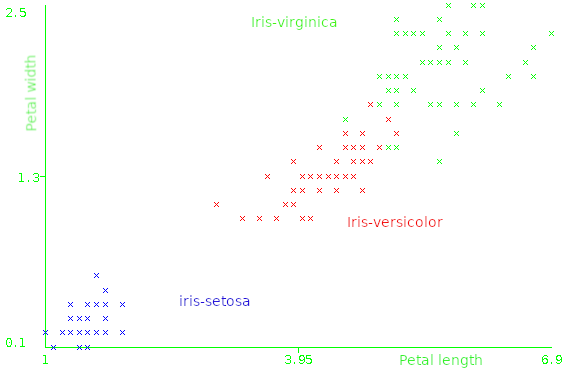 2.5
Iris-virginica
Petal width
1.3
Iris-versicolor
iris-setosa
0.1
1
3.95
Petal length
6.9